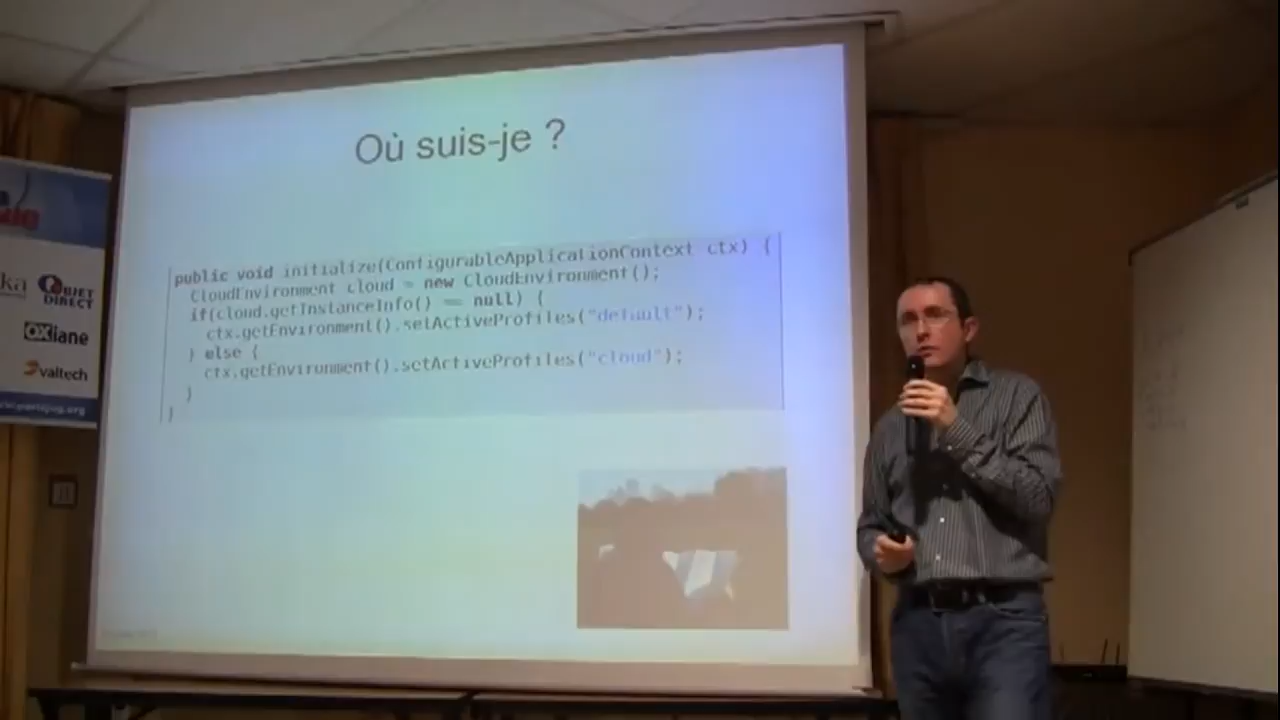 Où suis-je ?
public void initialize(ConfigurableApplicationContext ctx) {
CloudEnvironment cloud = new CloudEnvironment();
if(cloud.getInstanceInfo() == null) {
ctx.getEnvironment().setActiveProfiles("default");
} else {
ctx.getEnvironment().setActiveProfiles("cloud");
}
}
OBJET
DIRECT
OXiane
valtech